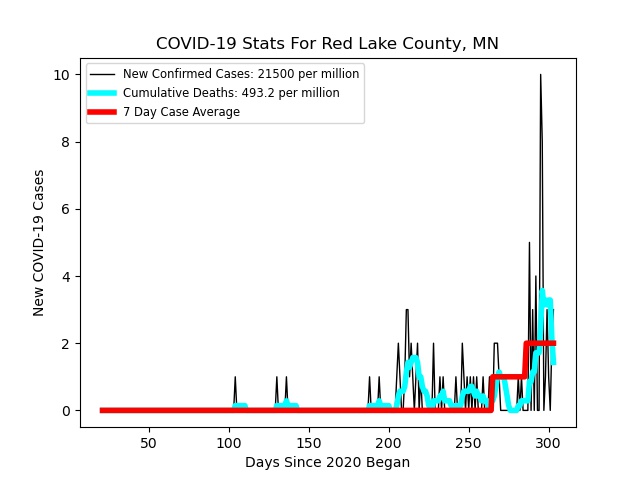 COVID-19 Stats For Red Lake County, MN
New Confirmed Cases: 21500 per million
Cumulative Deaths: 493.2 per million
7 Day Case Average
New COVID-19 Cases
10
8
6
4
2
0
50 100 150 200 250 300
Days Since 2020 Began